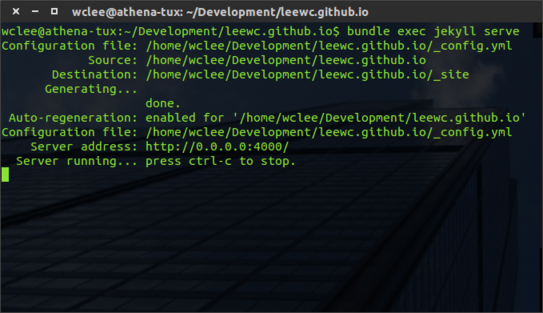 wclee@athena-tux: ~/Development/leewc.github.io
wclee@athena-tux:~/Development/leewc.github.io$ bundle exec jekyll serve
Configuration file: /home/wclee/Development/leewc.github.io/_config.yml
Source: /home/wclee/Development/leewc.github.io
Destination: /home/wclee/Development/leewc.github.io/_site
Generating...
done.
Auto-regeneration: enabled for '/home/wclee/Development/leewc.github.io'
Configuration file: /home/wclee/Development/leewc.github.io/_config.yml
Server address: http://0.0.0.0:4000/
Server running... press ctrl-c to stop.